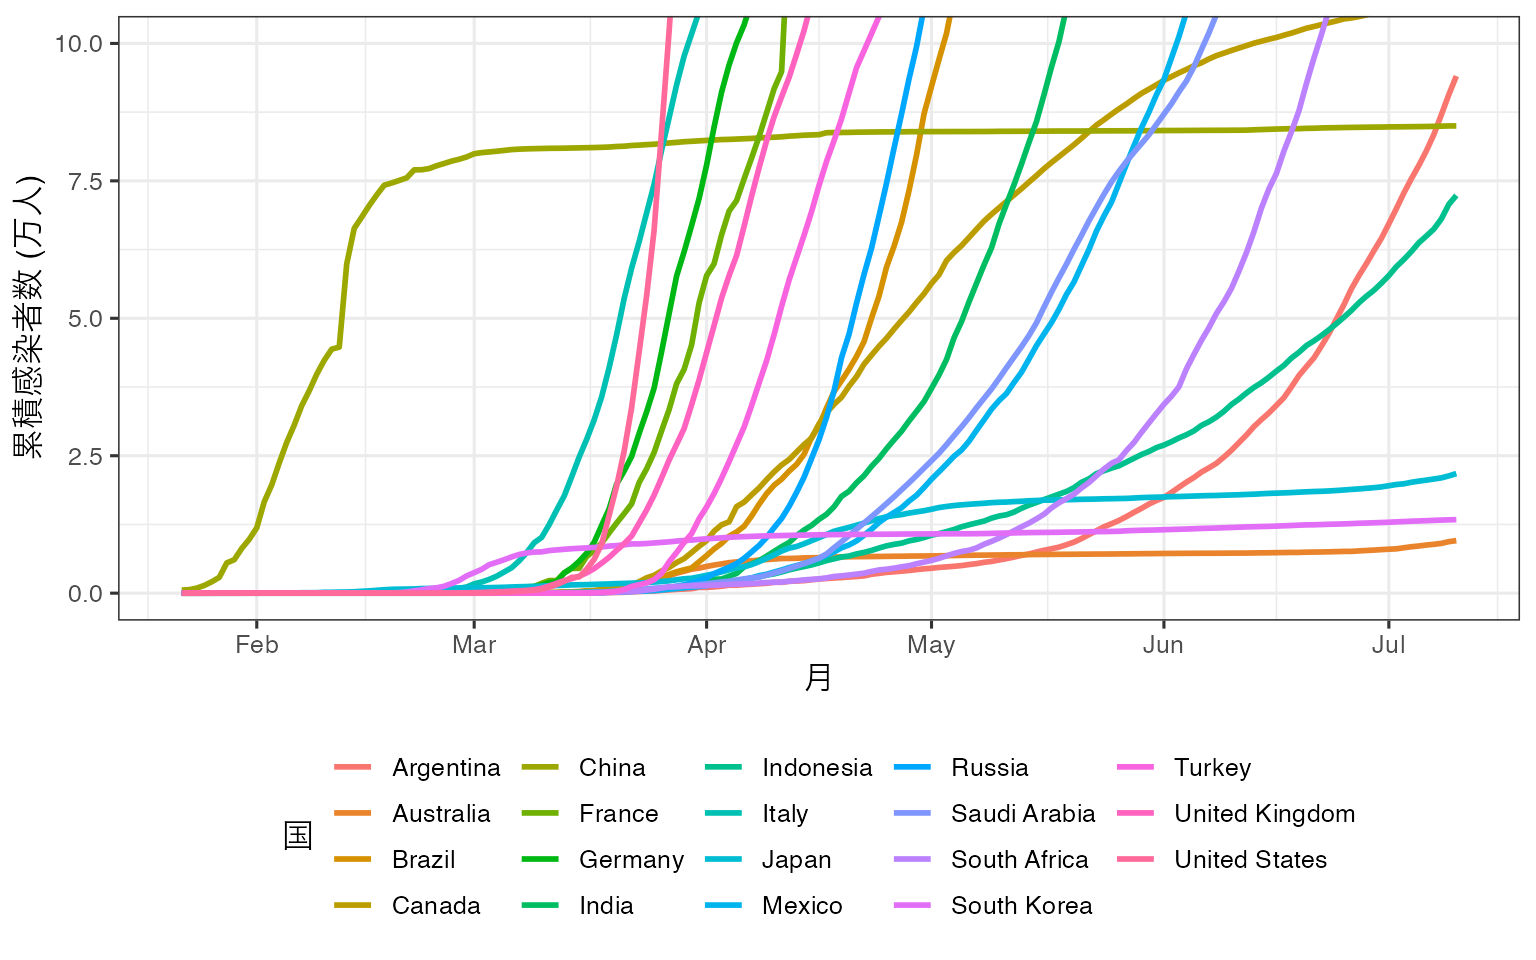 累積感染者数 (万人)
10.0
7.5
5.0
2.5
0.0
Feb Mar Apr May Jun Jul
月
国
Argentina China Indonesia Russia Turkey
Australia France Italy Saudi Arabia United Kingdom
Brazil Germany Japan South Africa United States
Canada India Mexico South Korea